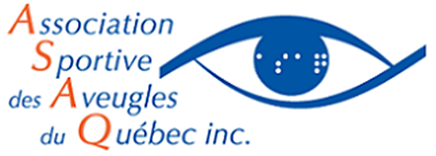 Association
Sportive
des Aveugles
du Québec inc.